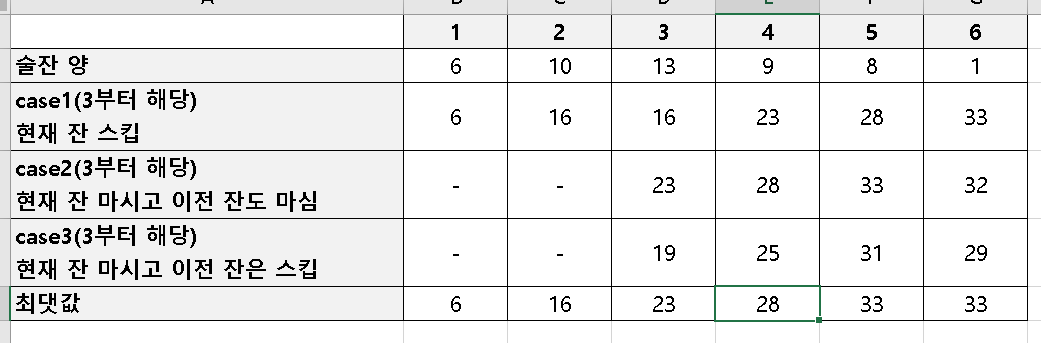 1 2 3 4 5 6
술잔 양 6 10 13 9 8 1
case1(3부터 해당)
현재 잔 스킵 6 16 16 23 28 33
case2(3부터 해당)
현재 잔 마시고 이전 잔도 마심 - - 23 28 33 32
case3(3부터 해당)
현재 잔 마시고 이전 잔은 스킵 - - 19 25 31 29
최댓값 6 16 23 28 33 33